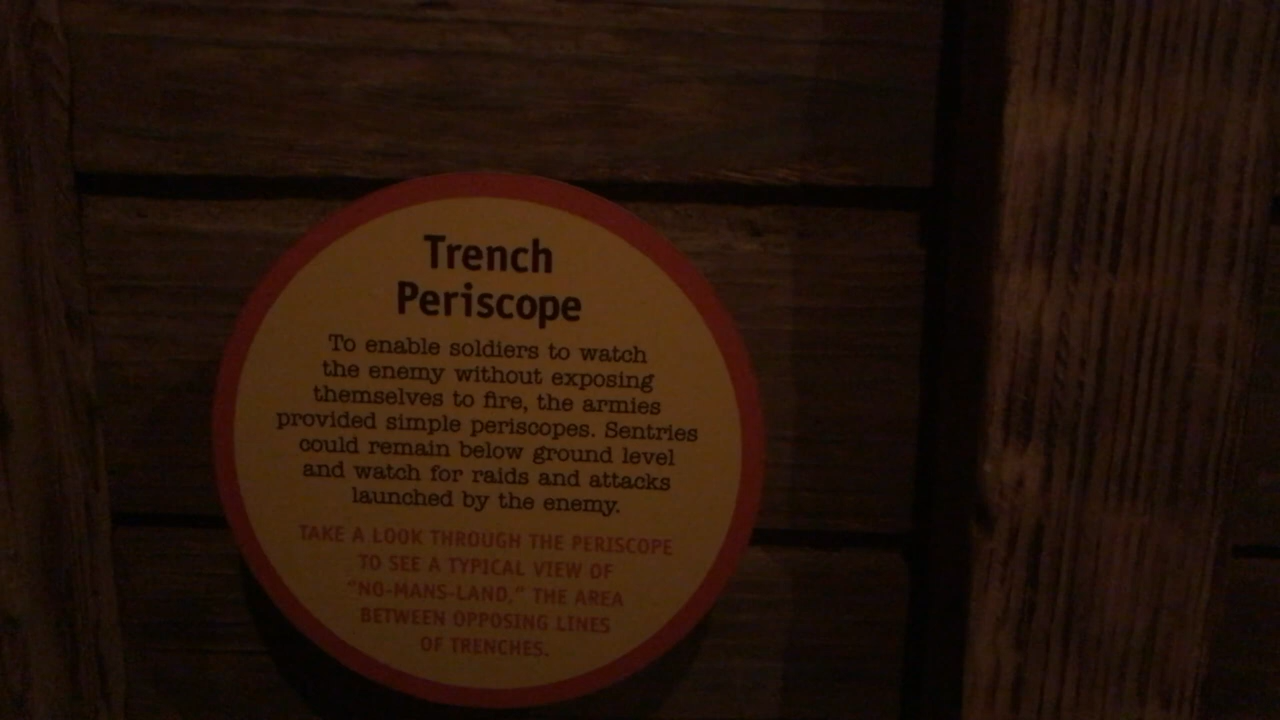 Trench
Periscope
To enable soldiers to watch
the enemy without exposing
themselves to fire, the armies
provided simple periscopes. Sentries
could remain below ground level
and watch for raids and attacks
launched by the enemy.
TAKE A LOOK THROUGH THE PERISCOPE
TO SEE A TYPICAL VIEW OF
"NO-MANS-LAND," THE AREA
BETWEEN OPPOSING LINES
OF TRENCHES.